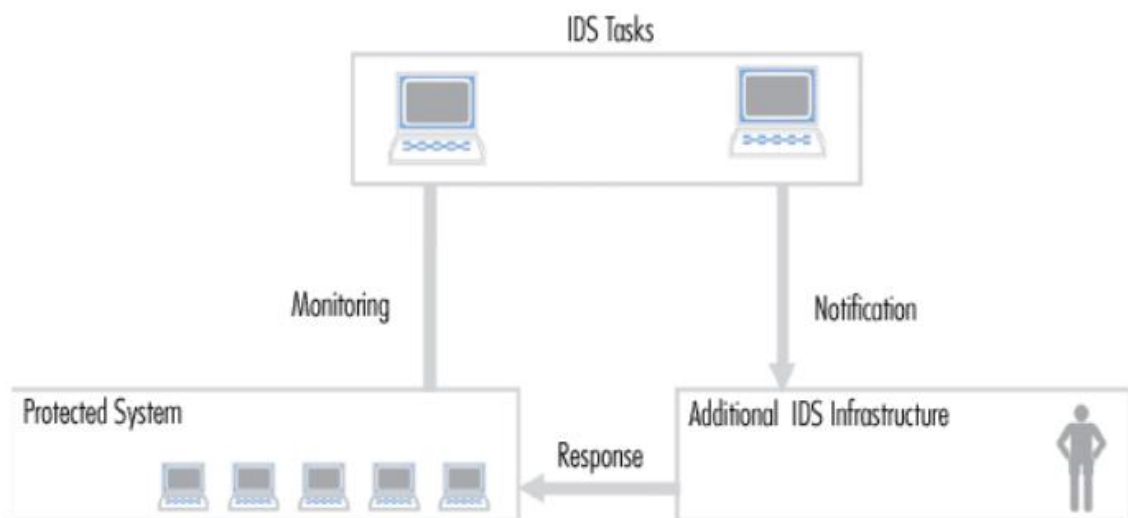 IDS Tasks
Monitoring
Notification
Protected System
Additional IDS Infrastructure
Response